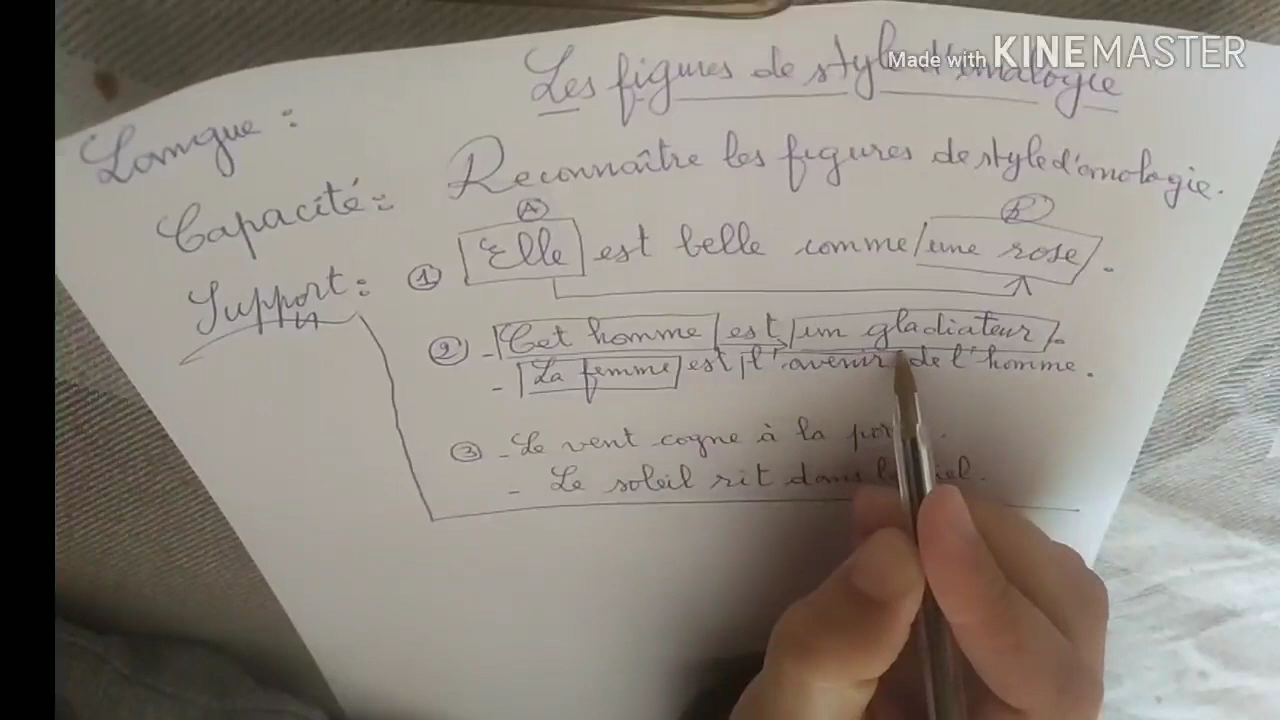 Made with KINEMASTER
Les figures de style d'analogie
Langue :
Capacité : Reconnaître les figures de style d'analogie.
A B
Support : ① Elle est belle comme une rose.
② - Cet homme est un gladiateur.
- La femme est l'avenir de l'homme.
③ - Le vent cogne à la
- Le soleil rit dans